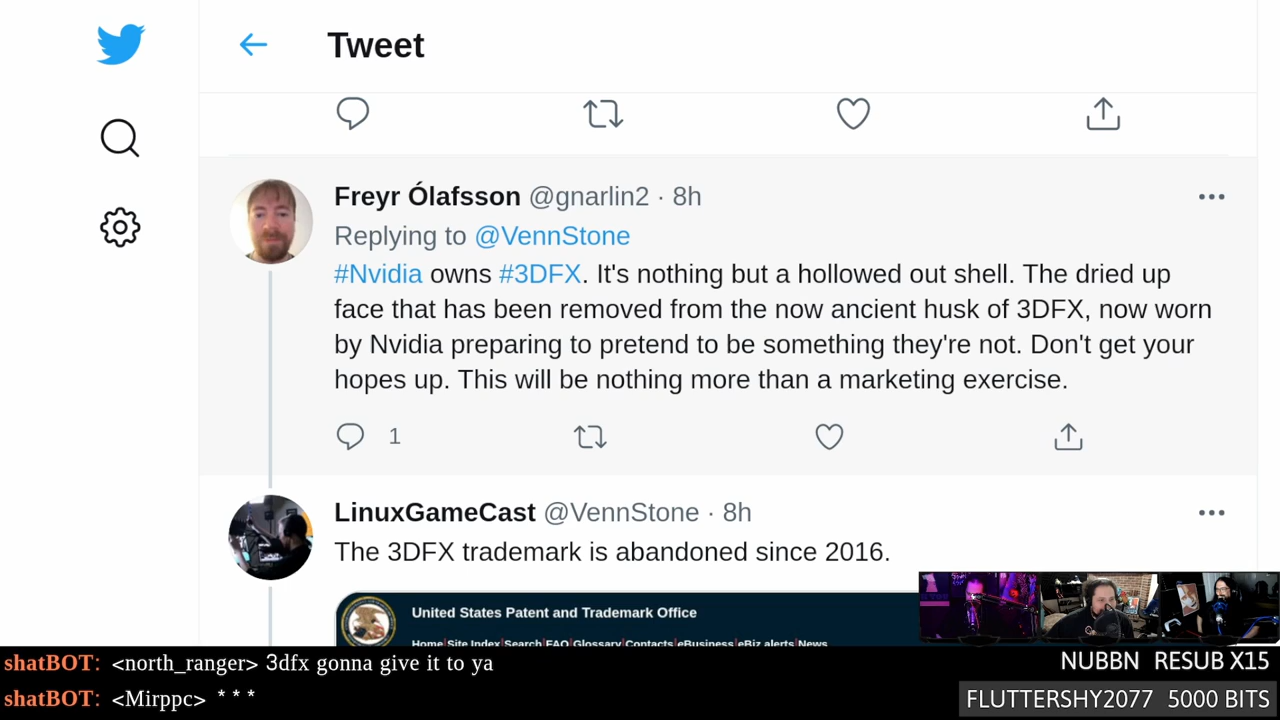 Tweet
Freyr Ólafsson @gnarlin2 · 8h
Replying to @VennStone
#Nvidia owns #3DFX. It's nothing but a hollowed out shell. The dried up
face that has been removed from the now ancient husk of 3DFX, now worn
by Nvidia preparing to pretend to be something they're not. Don't get your
hopes up. This will be nothing more than a marketing exercise.
1
LinuxGameCast @VennStone · 8h
The 3DFX trademark is abandoned since 2016.
United States Patent and Trademark Office
Home|Site Index|Search|FAQ|Glossary|Contacts|eBusiness|eBiz alerts|News
shatBOT: <north_ranger> 3dfx gonna give it to ya
NUBBN RESUB X15
shatBOT: <Mirppc> ***
FLUTTERSHY2077 5000 BITS